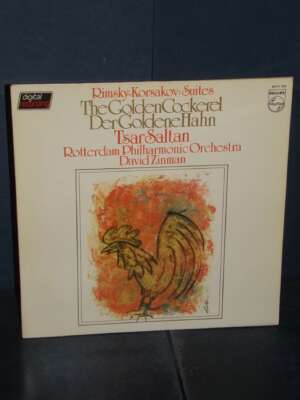 digital recording
Rimsky-Korsakov: Suites
PHILIPS
The Golden Cockerel
Der Goldene Hahn
Tsar Saltan
Rotterdam Philharmonic Orchestra
David Zinman